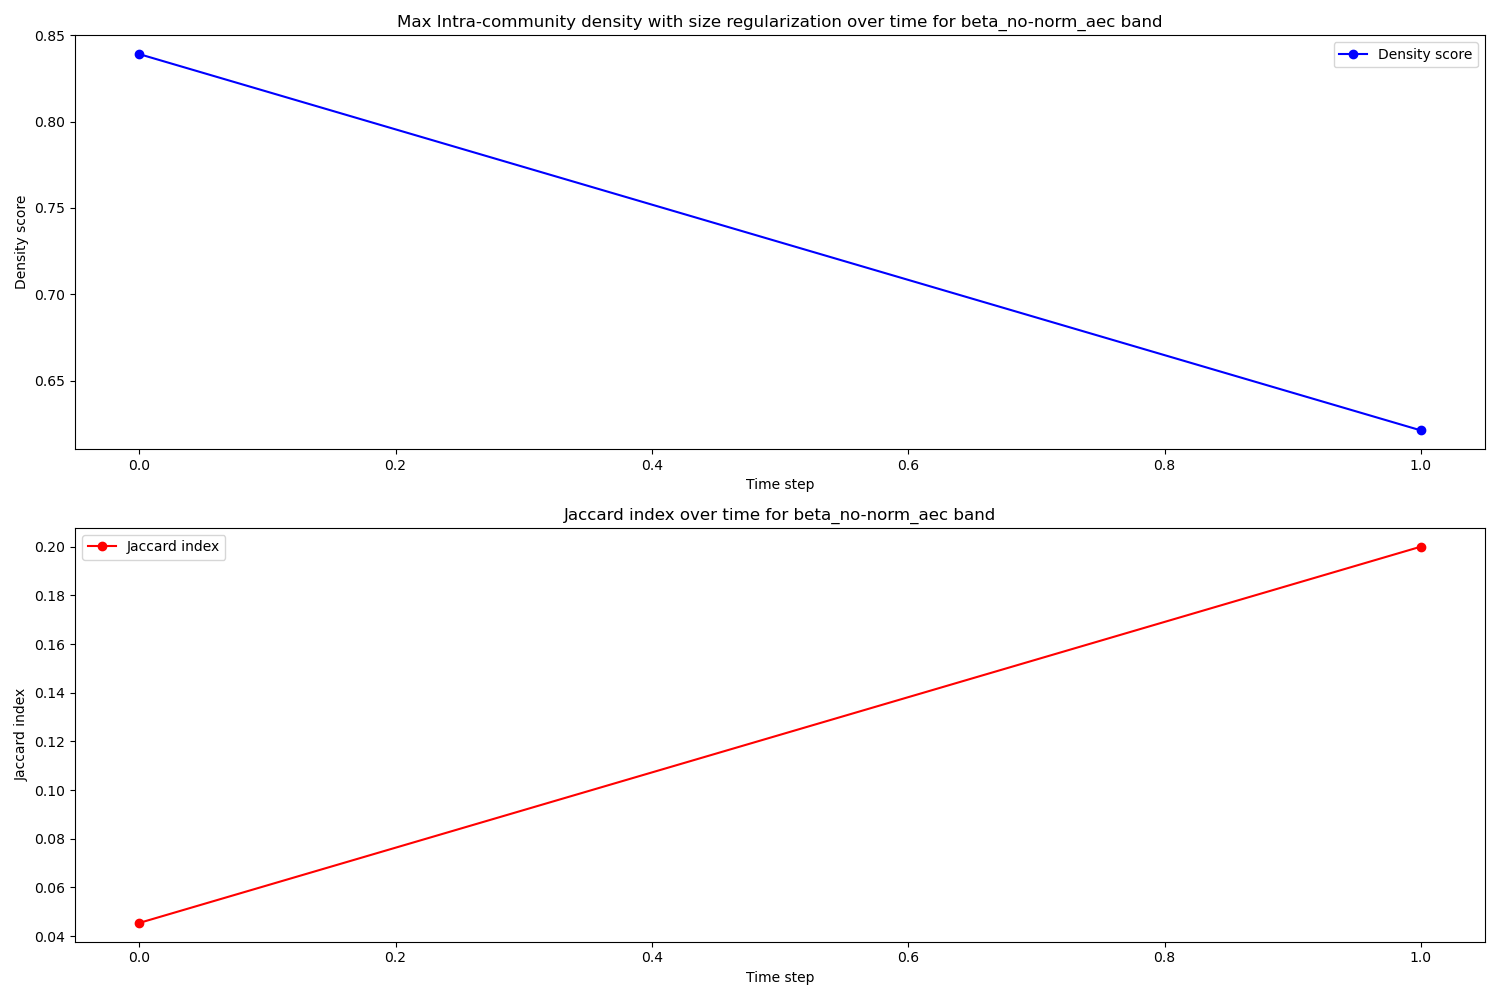 Max Intra-community density with size regularization over time for beta_no-norm_aec band
Density score
0.85
0.80
0.75
0.70
0.65
Density score
0.0 0.2 0.4 0.6 0.8 1.0
Time step
Jaccard index over time for beta_no-norm_aec band
Jaccard index
0.20
0.18
0.16
0.14
0.12
0.10
0.08
0.06
0.04
Jaccard index
0.0 0.2 0.4 0.6 0.8 1.0
Time step